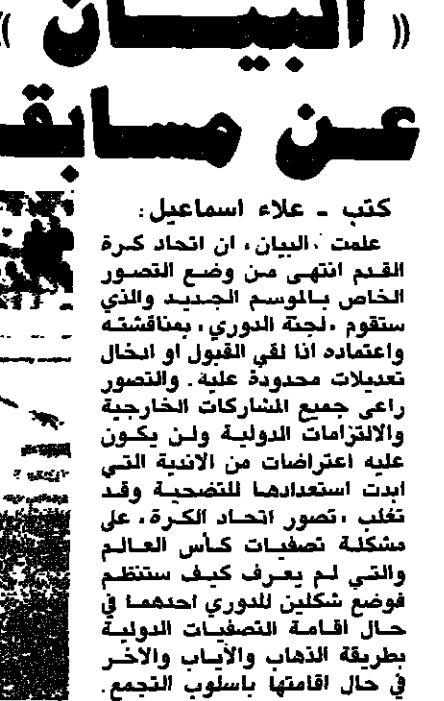 « البيان »
عن مسابقـ
كتب ـ علاء اسماعيل :
علمت «البيان» ان اتحاد كرة
القدم انتهى من وضع التصور
الخاص بالموسم الجديد والذي
ستقوم «لجنة الدوري» بمناقشته
واعتماده اذا لقي القبول او ادخال
تعديلات محدودة عليه . والتصور
راعى جميع المشاركات الخارجية
والالتزامات الدولية ولن يكون
عليه اعتراضات من الاندية التي
ابدت استعدادها للتضحية وقد
تغلب «تصور اتحاد الكرة» على
مشكلة تصفيات كأس العالم
والتي لم يعرف كيف ستنظم
فوضع شكلين للدوري احدهما في
حال اقامة التصفيات الدولية
بطريقة الذهاب والأياب والاخر
في حال اقامتها باسلوب التجمع .